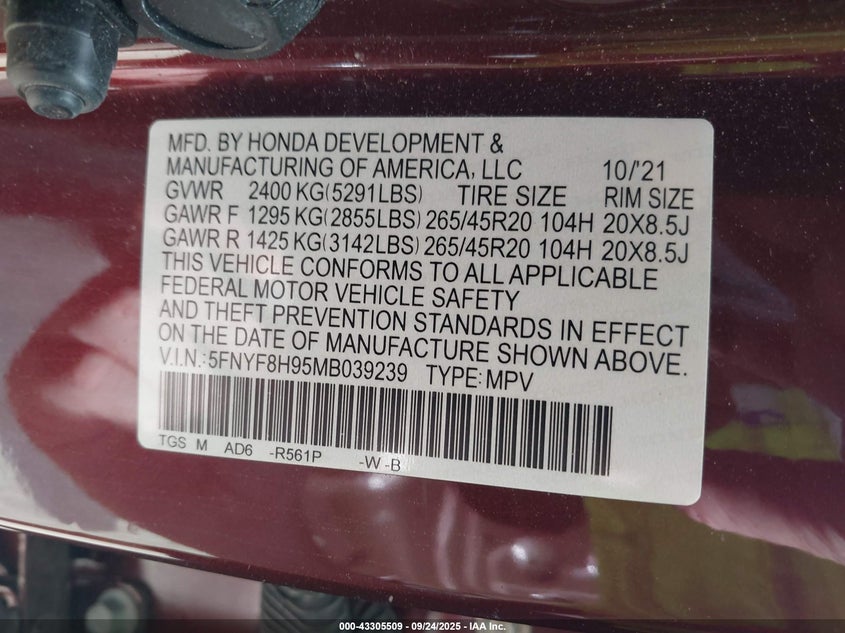 MFD. BY HONDA DEVELOPMENT &
MANUFACTURING OF AMERICA, LLC 10/'21
GVWR 2400 KG(5291LBS) TIRE SIZE RIM SIZE
GAWR F 1295 KG(2855LBS) 265/45R20 104H 20X8.5J
GAWR R 1425 KG(3142LBS) 265/45R20 104H 20X8.5J
THIS VEHICLE CONFORMS TO ALL APPLICABLE
FEDERAL MOTOR VEHICLE SAFETY
AND THEFT PREVENTION STANDARDS IN EFFECT
ON THE DATE OF MANUFACTURE SHOWN ABOVE.
V.I.N.: 5FNYF8H95MB039239 TYPE: MPV
TGS M AD6 -R561P -W -B
000-43305509 - 09/24/2025 - IAA Inc.